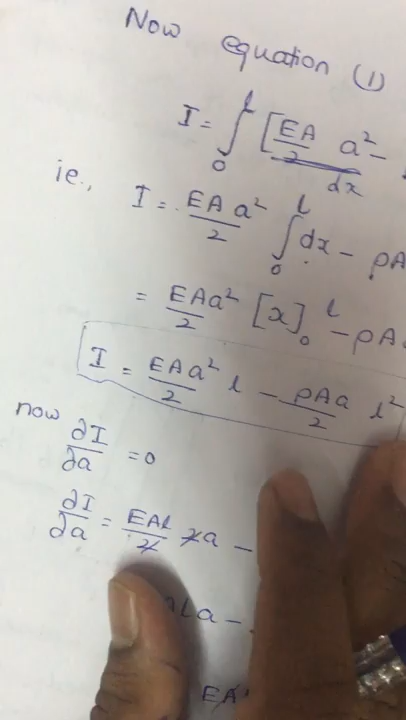 Now equation (1)
I = ∫₀ˡ [EA/2 a² -
dx
ie., I = EAa²/2 ∫₀ˡ dx - ρA
= EAa²/2 [x]₀ˡ - ρA
I = EAa²/2 l - ρAa/2 l²
now ∂I/∂a = 0
∂I/∂a = EAl/2 2a -
la -
EA